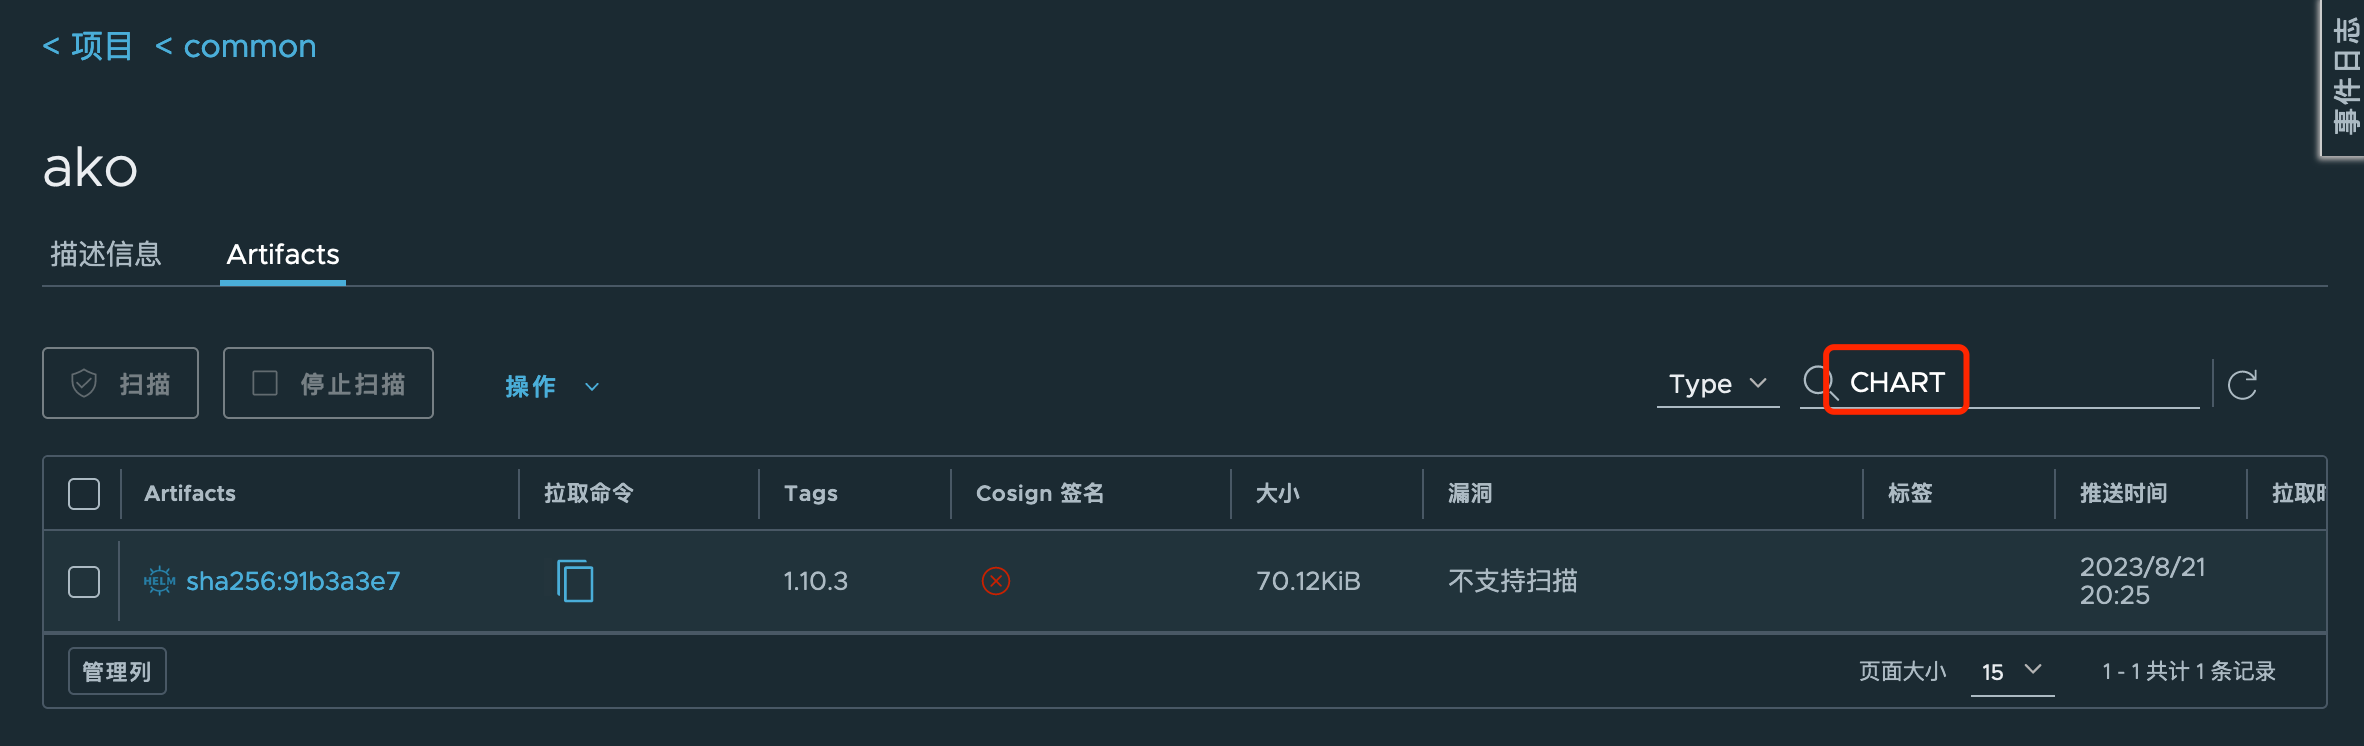 < 项目 < common
事件日志
ako
描述信息 Artifacts
扫描 停止扫描 操作 Type CHART
Artifacts 拉取命令 Tags Cosign 签名 大小 漏洞 标签 推送时间 拉取时
HELM sha256:91b3a3e7 1.10.3 70.12KiB 不支持扫描 2023/8/21
20:25
管理列 页面大小 15 1 - 1 共计 1 条记录